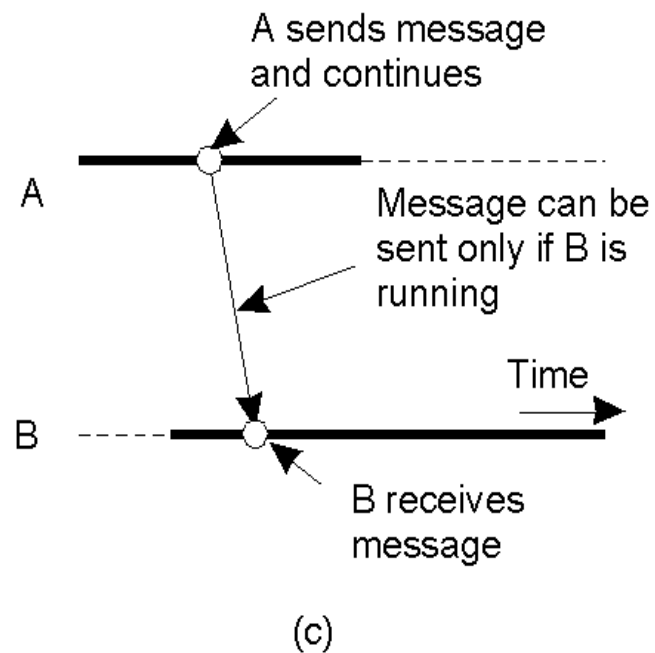 A sends message
and continues
A
Message can be
sent only if B is
running
Time
B
B receives
message
(c)